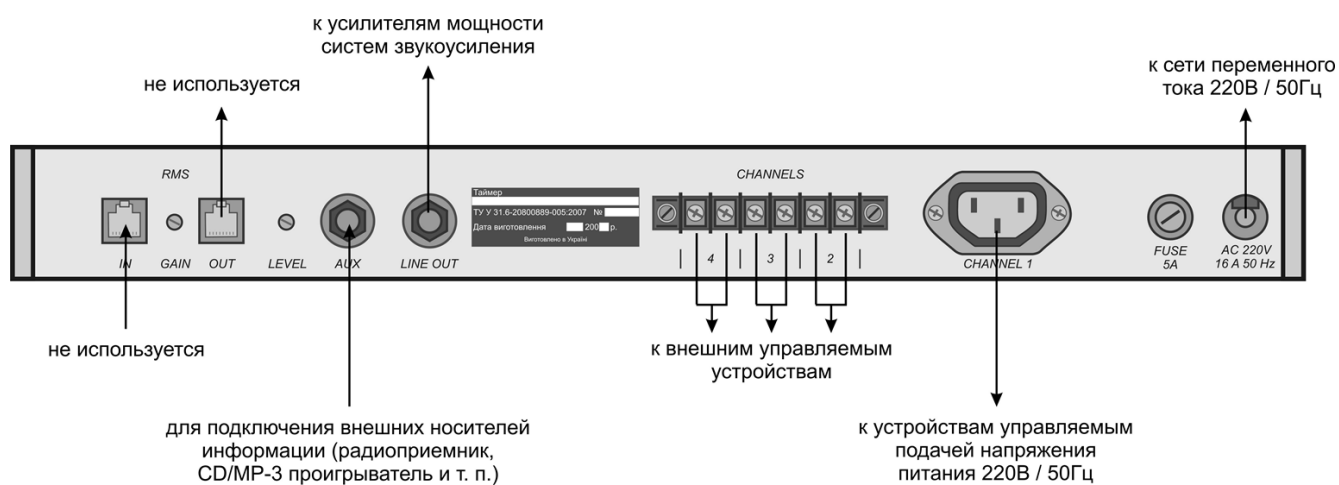 к усилителям мощности
систем звукоусиления
не используется
к сети переменного
тока 220В / 50Гц
RMS
CHANNELS
Таймер
ТУ У 31.6-20800889-005:2007 №
Дата виготовлення 200 р.
Виготовлено в Україні
IN GAIN OUT LEVEL AUX LINE OUT
| 4 | 3 | 2 |
CHANNEL 1
FUSE
5A
AC 220V
16 A 50 Hz
не используется
к внешним управляемым
устройствам
для подключения внешних носителей
информации (радиоприемник,
CD/MP-3 проигрыватель и т. п.)
к устройствам управляемым
подачей напряжения
питания 220В / 50Гц